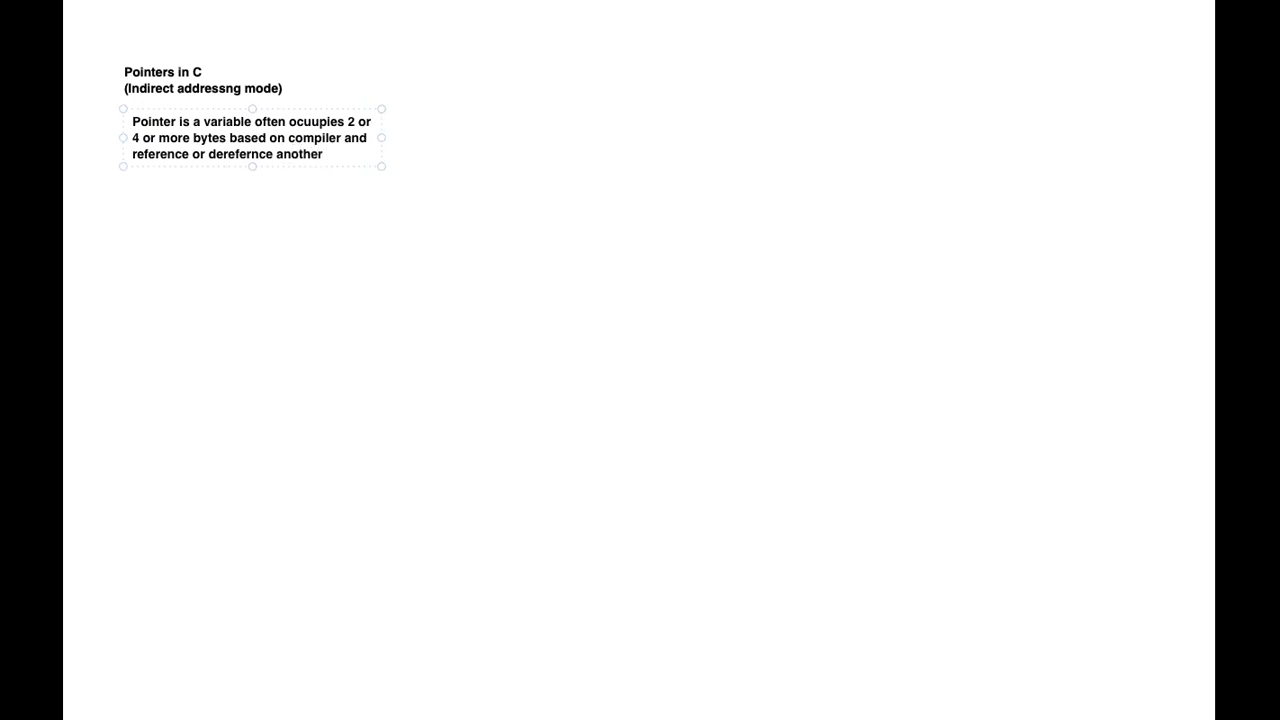 Pointers in C
(Indirect addressng mode)
Pointer is a variable often ocuupies 2 or
4 or more bytes based on compiler and
reference or derefernce another